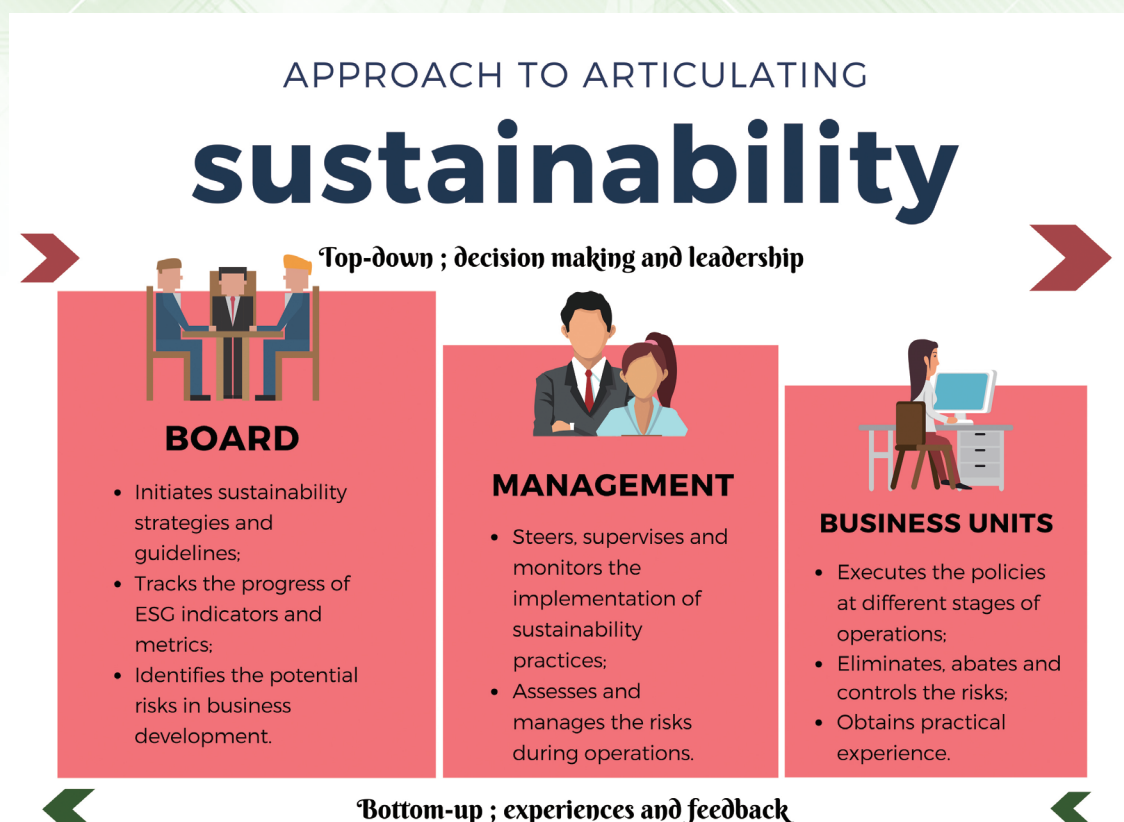 APPROACH TO ARTICULATING
sustainability
Top-down ; decision making and leadership
BOARD
• Initiates sustainability
strategies and
guidelines;
• Tracks the progress of
ESG indicators and
metrics;
• Identifies the potential
risks in business
development.
MANAGEMENT
• Steers, supervises and
monitors the
implementation of
sustainability
practices;
• Assesses and
manages the risks
during operations.
BUSINESS UNITS
• Executes the policies
at different stages of
operations;
• Eliminates, abates and
controls the risks;
• Obtains practical
experience.
Bottom-up ; experiences and feedback